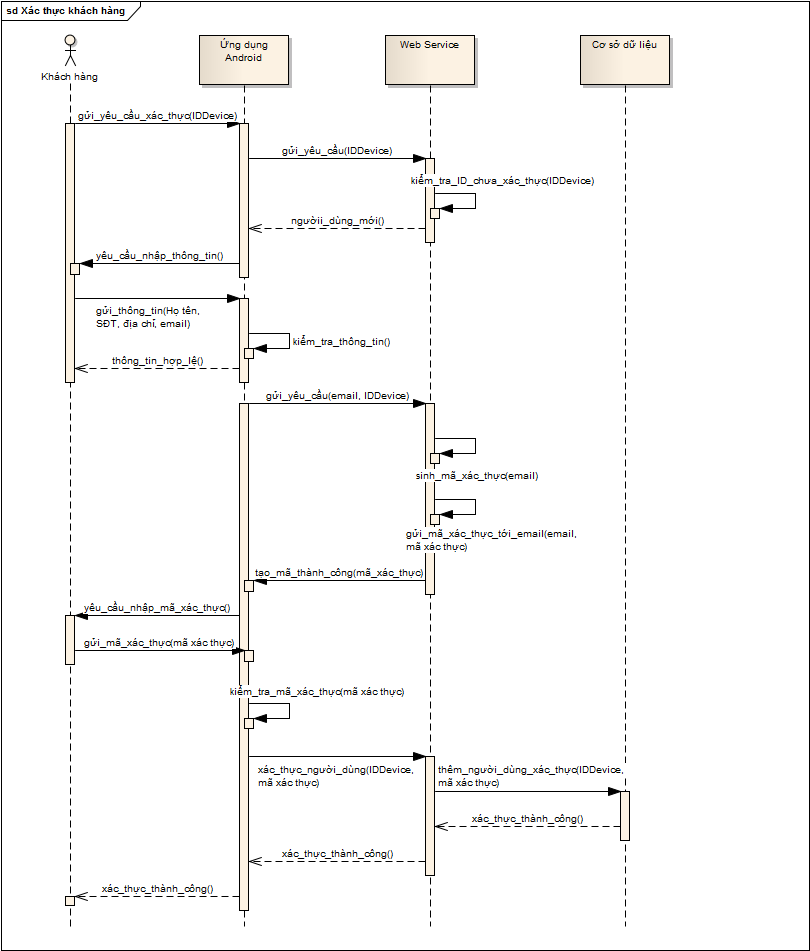 sd Xác thực khách hàng
Khách hàng
Ứng dụng
Android
Web Service
Cơ sở dữ liệu
gửi_yêu_cầu_xác_thực(IDDevice)
gửi_yêu_cầu(IDDevice)
kiểm_tra_ID_chưa_xác_thực(IDDevice)
ngườii_dùng_mới()
yêu_cầu_nhập_thông_tin()
gửi_thông_tin(Họ tên,
SĐT, địa chỉ, email)
kiểm_tra_thông_tin()
thông_tin_hợp_lệ()
gửi_yêu_cầu(email, IDDevice)
sinh_mã_xác_thực(email)
gửi_mã_xác_thực_tới_email(email,
mã xác thực)
tạo_mã_thành_công(mã_xác_thực)
yêu_cầu_nhập_mã_xác_thực()
gửi_mã_xác_thực(mã xác thực)
kiểm_tra_mã_xác_thực(mã xác thực)
xác_thực_người_dùng(IDDevice,
mã xác thực)
thêm_người_dùng_xác_thực(IDDevice,
mã xác thực)
xác_thực_thành_công()
xác_thực_thành_công()
xác_thực_thành_công()